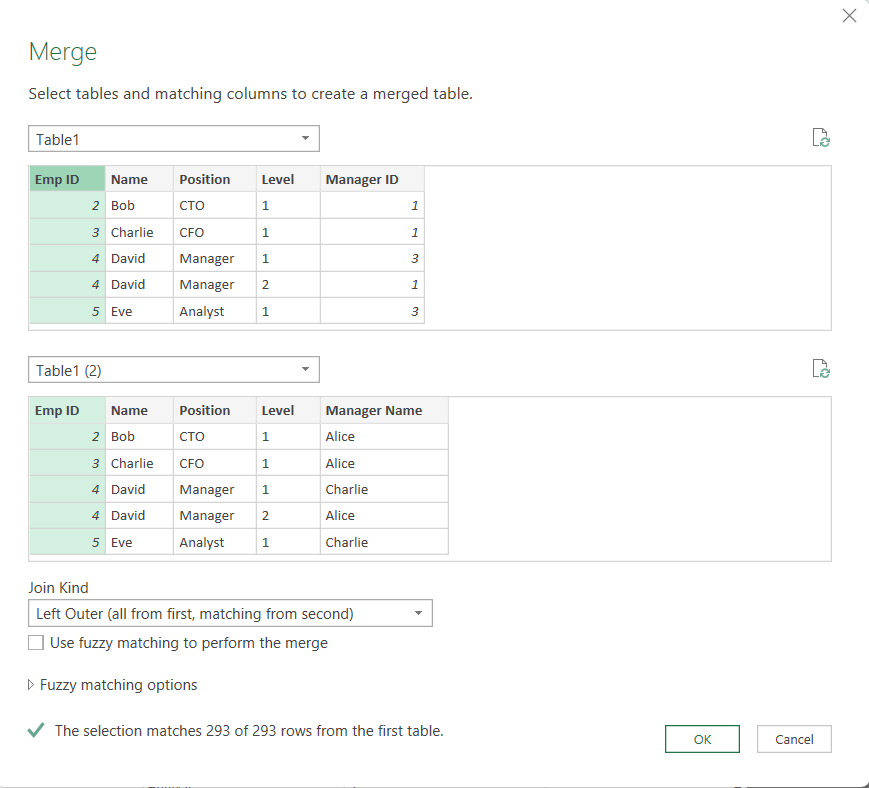 Merge
Select tables and matching columns to create a merged table.
Table1
Emp ID Name Position Level Manager ID
2 Bob CTO 1 1
3 Charlie CFO 1 1
4 David Manager 1 3
4 David Manager 2 1
5 Eve Analyst 1 3
Table1 (2)
Emp ID Name Position Level Manager Name
2 Bob CTO 1 Alice
3 Charlie CFO 1 Alice
4 David Manager 1 Charlie
4 David Manager 2 Alice
5 Eve Analyst 1 Charlie
Join Kind
Left Outer (all from first, matching from second)
Use fuzzy matching to perform the merge
Fuzzy matching options
The selection matches 293 of 293 rows from the first table.
OK Cancel